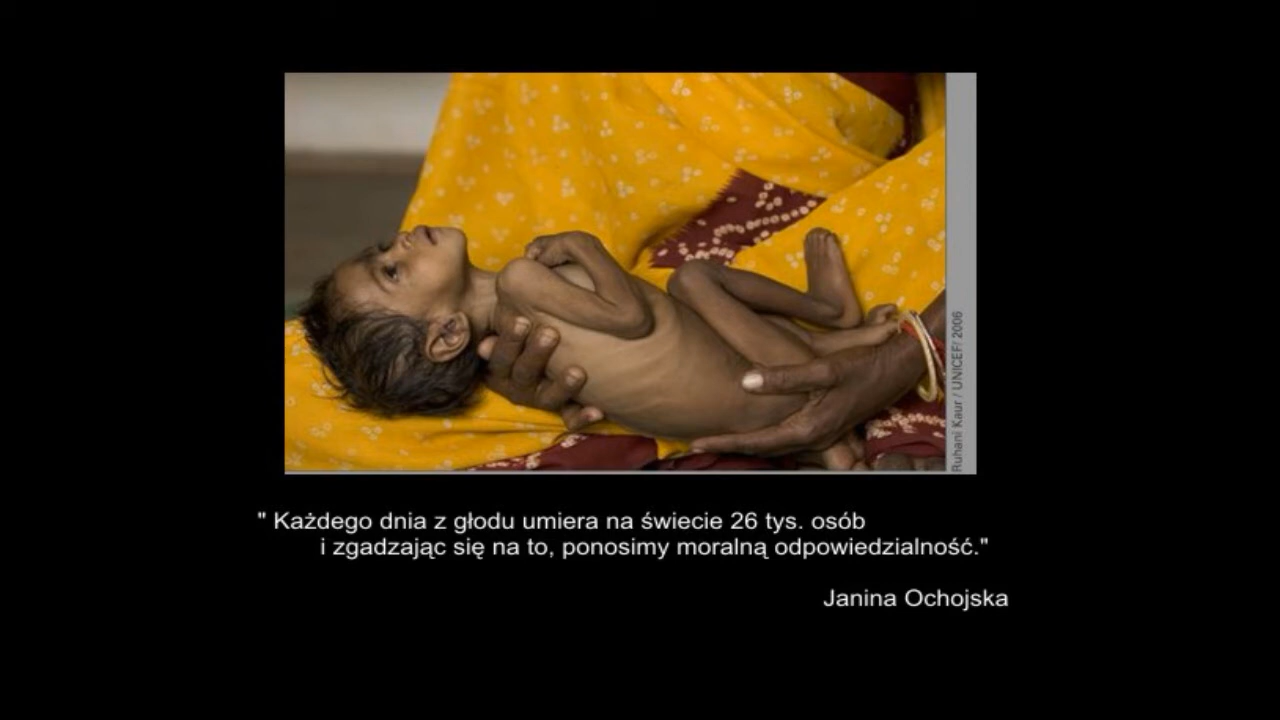 Ruhani Kaur / UNICEF/ 2006
" Każdego dnia z głodu umiera na świecie 26 tys. osób
i zgadzając się na to, ponosimy moralną odpowiedzialność."
Janina Ochojska